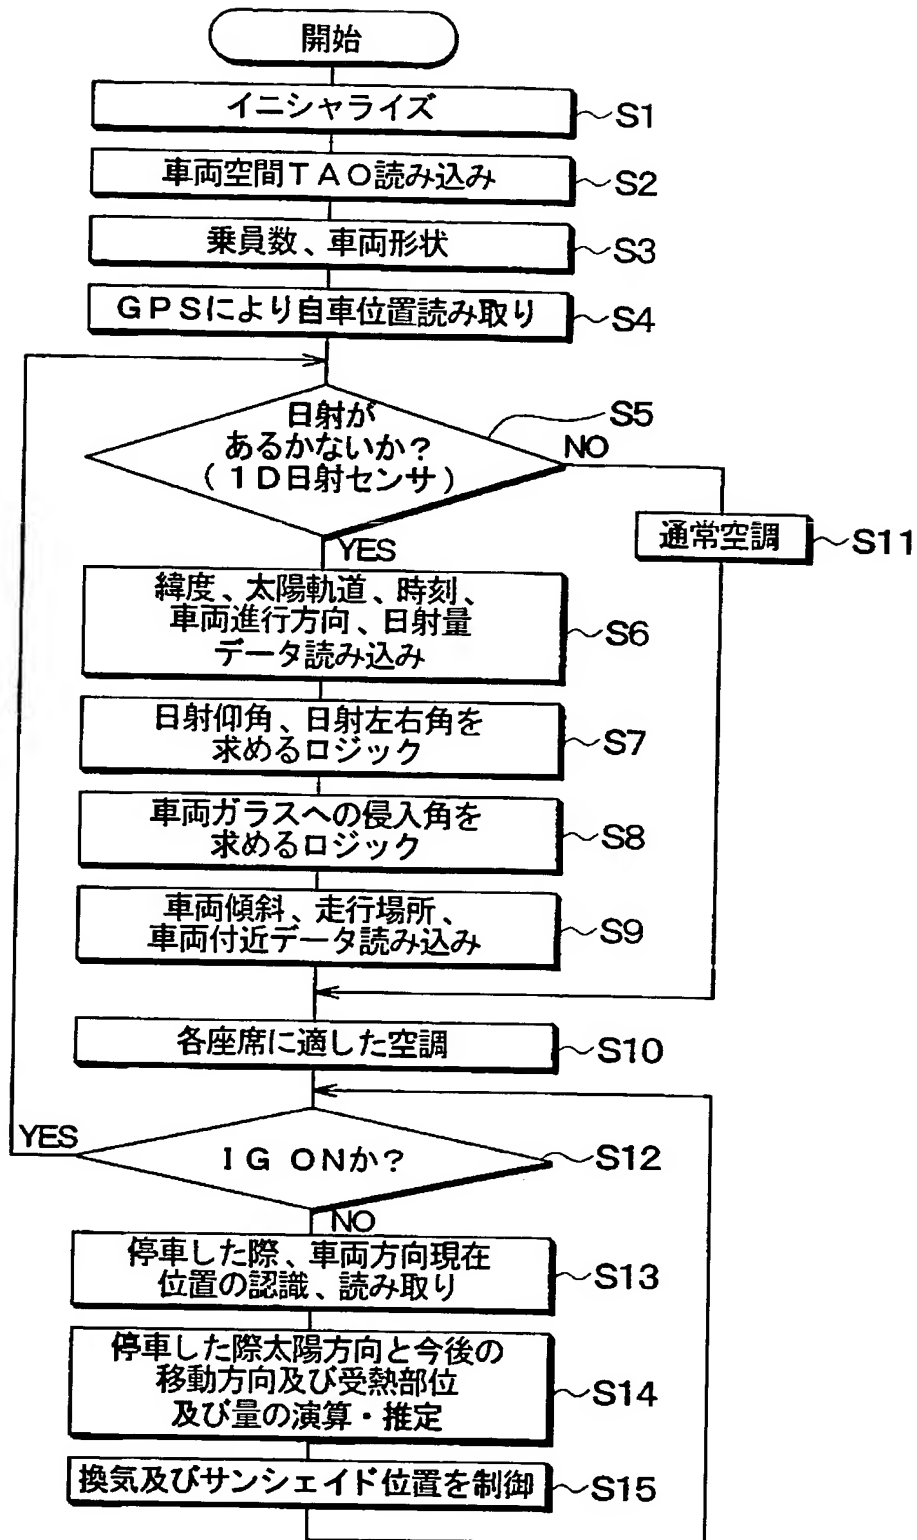 開始
イニシャライズ
S1
車両空間TAO読み込み
S2
乗員数、車両形状
S3
GPSにより自車位置読み取り
S4
日射が
あるかないか?
(1D日射センサ)
S5
NO
YES
通常空調
S11
緯度、太陽軌道、時刻、
車両進行方向、日射量
データ読み込み
S6
日射仰角、日射左右角を
求めるロジック
S7
車両ガラスへの侵入角を
求めるロジック
S8
車両傾斜、走行場所、
車両付近データ読み込み
S9
各座席に適した空調
S10
YES
IG ONか?
S12
NO
停車した際、車両方向現在
位置の認識、読み取り
S13
停車した際太陽方向と今後の
移動方向及び受熱部位
及び量の演算・推定
S14
換気及びサンシェイド位置を制御
S15